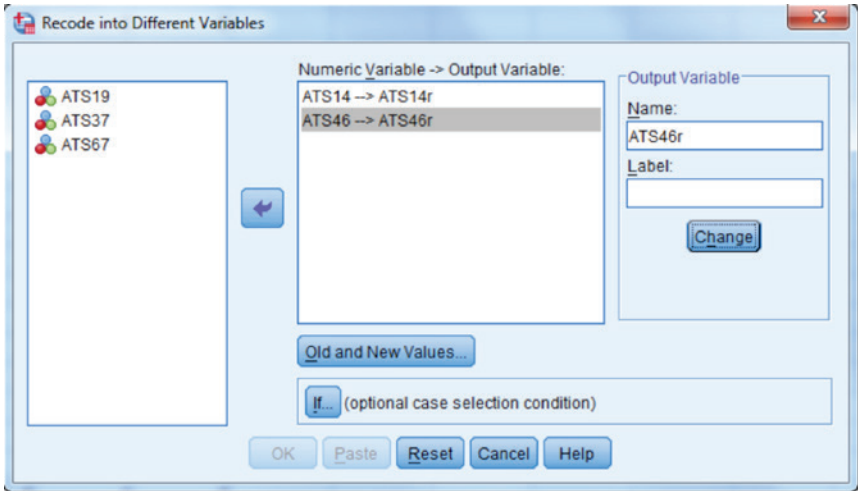 Recode into Different Variables
x
ATS19
ATS37
ATS67
Numeric Variable -> Output Variable:
ATS14 --> ATS14r
ATS46 --> ATS46r
Output Variable
Name:
ATS46r
Label:
Change
Old and New Values...
If... (optional case selection condition)
OK Paste Reset Cancel Help